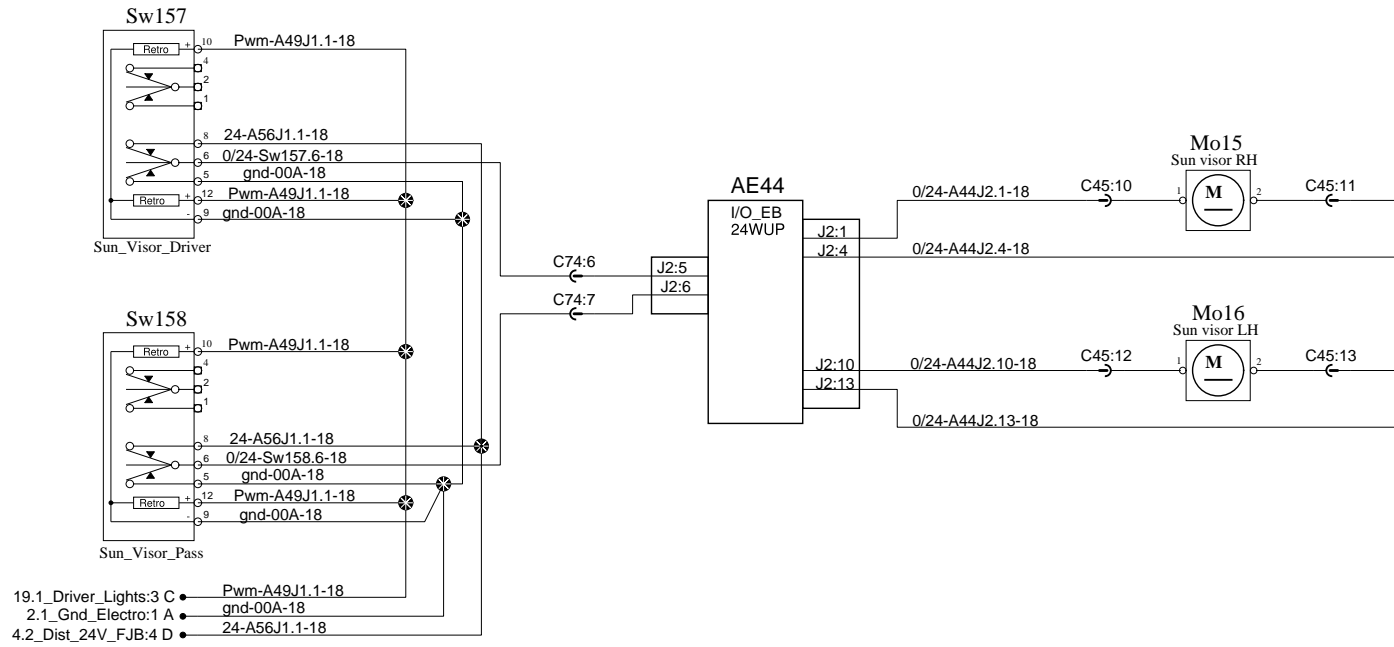 Sw157
Retro + 10 Pwm-A49J1.1-18
4
2
1
8 24-A56J1.1-18
6 0/24-Sw157.6-18
5 gnd-00A-18
Retro + 12 Pwm-A49J1.1-18
- 9 gnd-00A-18
Sun_Visor_Driver
Sw158
Retro + 10 Pwm-A49J1.1-18
4
2
1
8 24-A56J1.1-18
6 0/24-Sw158.6-18
5 gnd-00A-18
Retro + 12 Pwm-A49J1.1-18
- 9 gnd-00A-18
Sun_Visor_Pass
19.1_Driver_Lights:3 C Pwm-A49J1.1-18
2.1_Gnd_Electro:1 A gnd-00A-18
4.2_Dist_24V_FJB:4 D 24-A56J1.1-18
C74:6
C74:7
AE44
I/O_EB
24WUP
J2:5
J2:6
J2:1
J2:4
J2:10
J2:13
0/24-A44J2.1-18
0/24-A44J2.4-18
0/24-A44J2.10-18
0/24-A44J2.13-18
Mo15
Sun visor RH
C45:10 1 M 2 C45:11
Mo16
Sun visor LH
C45:12 1 M 2 C45:13